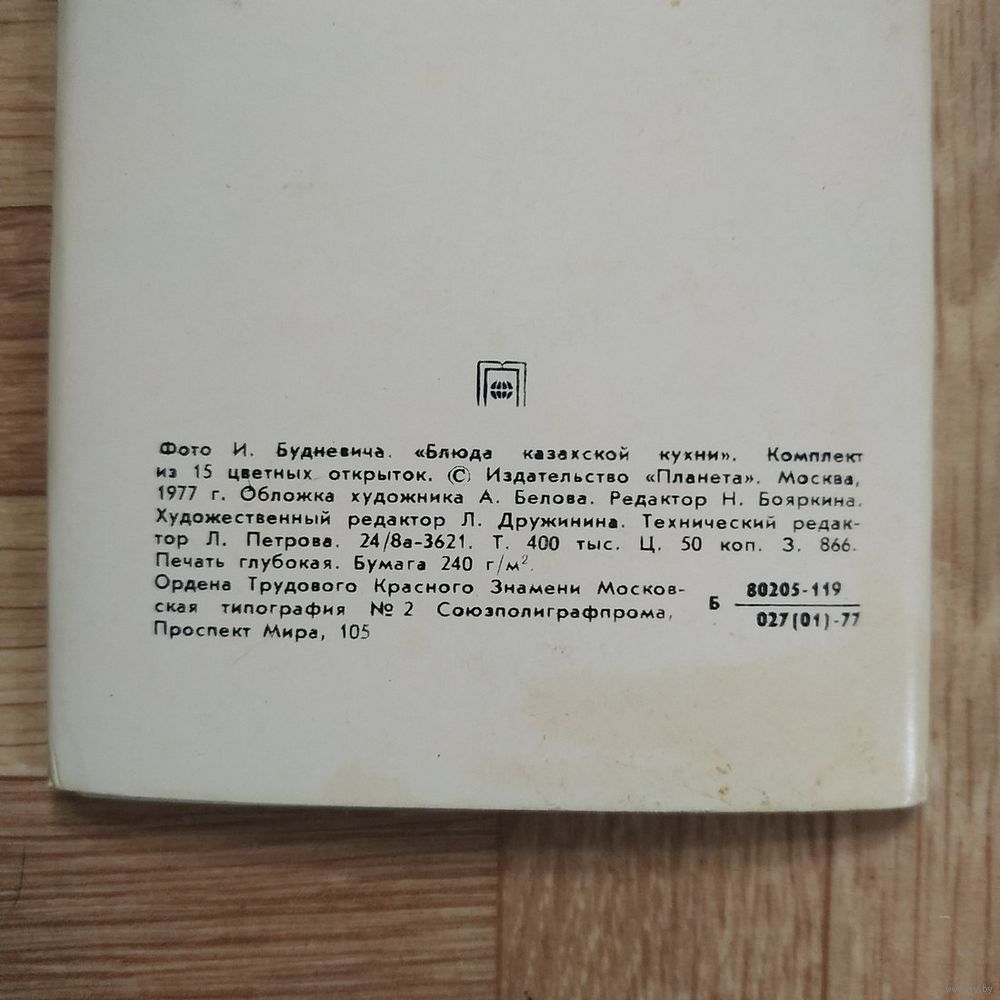 Фото И. Будневича. «Блюда казахской кухни». Комплект
из 15 цветных открыток. © Издательство «Планета». Москва,
1977 г. Обложка художника А. Белова. Редактор Н. Бояркина.
Художественный редактор Л. Дружинина. Технический редак-
тор Л. Петрова. 24/8а-3621. Т. 400 тыс. Ц. 50 коп. З. 866.
Печать глубокая. Бумага 240 г/м².
Ордена Трудового Красного Знамени Москов-
ская типография №2 Союзполиграфпрома,
Проспект Мира, 105
Б 80205-119
027(01)-77